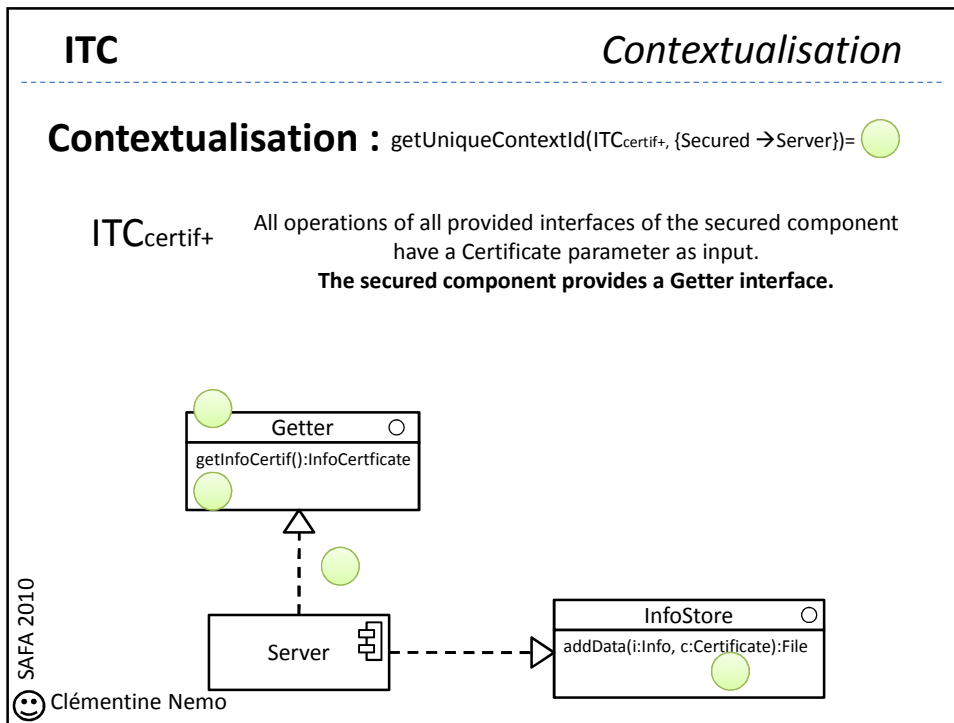 ITC
Contextualisation
Contextualisation : getUniqueContextId(ITCcertif+, {Secured →Server})=
ITCcertif+
All operations of all provided interfaces of the secured component
have a Certificate parameter as input.
The secured component provides a Getter interface.
Getter
getInfoCertif():InfoCertficate
Server
InfoStore
addData(i:Info, c:Certificate):File
SAFA 2010
Clémentine Nemo